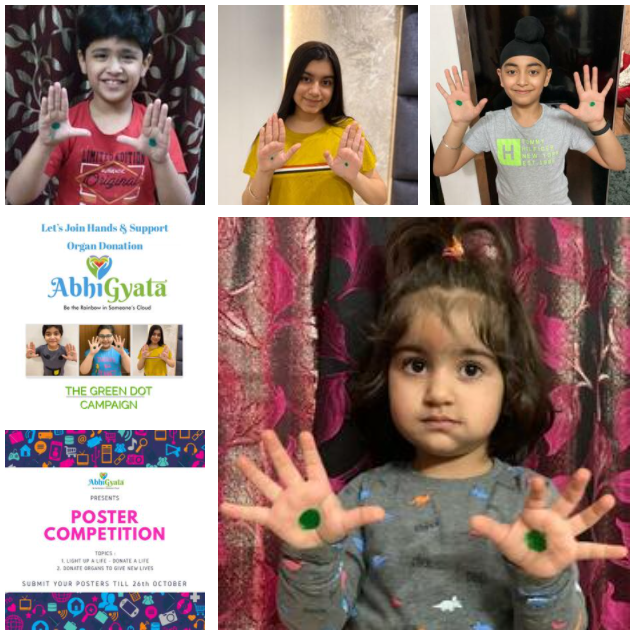 LIMITED EDITION
AUTHENTIC
Original
H
Let's Join Hands & Support
Organ Donation
AbhiGyata
Be the Rainbow in Someone's Cloud
THE GREEN DOT
CAMPAIGN
AbhiGyata
PRESENTS
POSTER
COMPETITION
TOPICS :
1. LIGHT UP A LIFE - DONATE A LIFE
2. DONATE ORGANS TO GIVE NEW LIVES
SUBMIT YOUR POSTERS TILL 26th OCTOBER